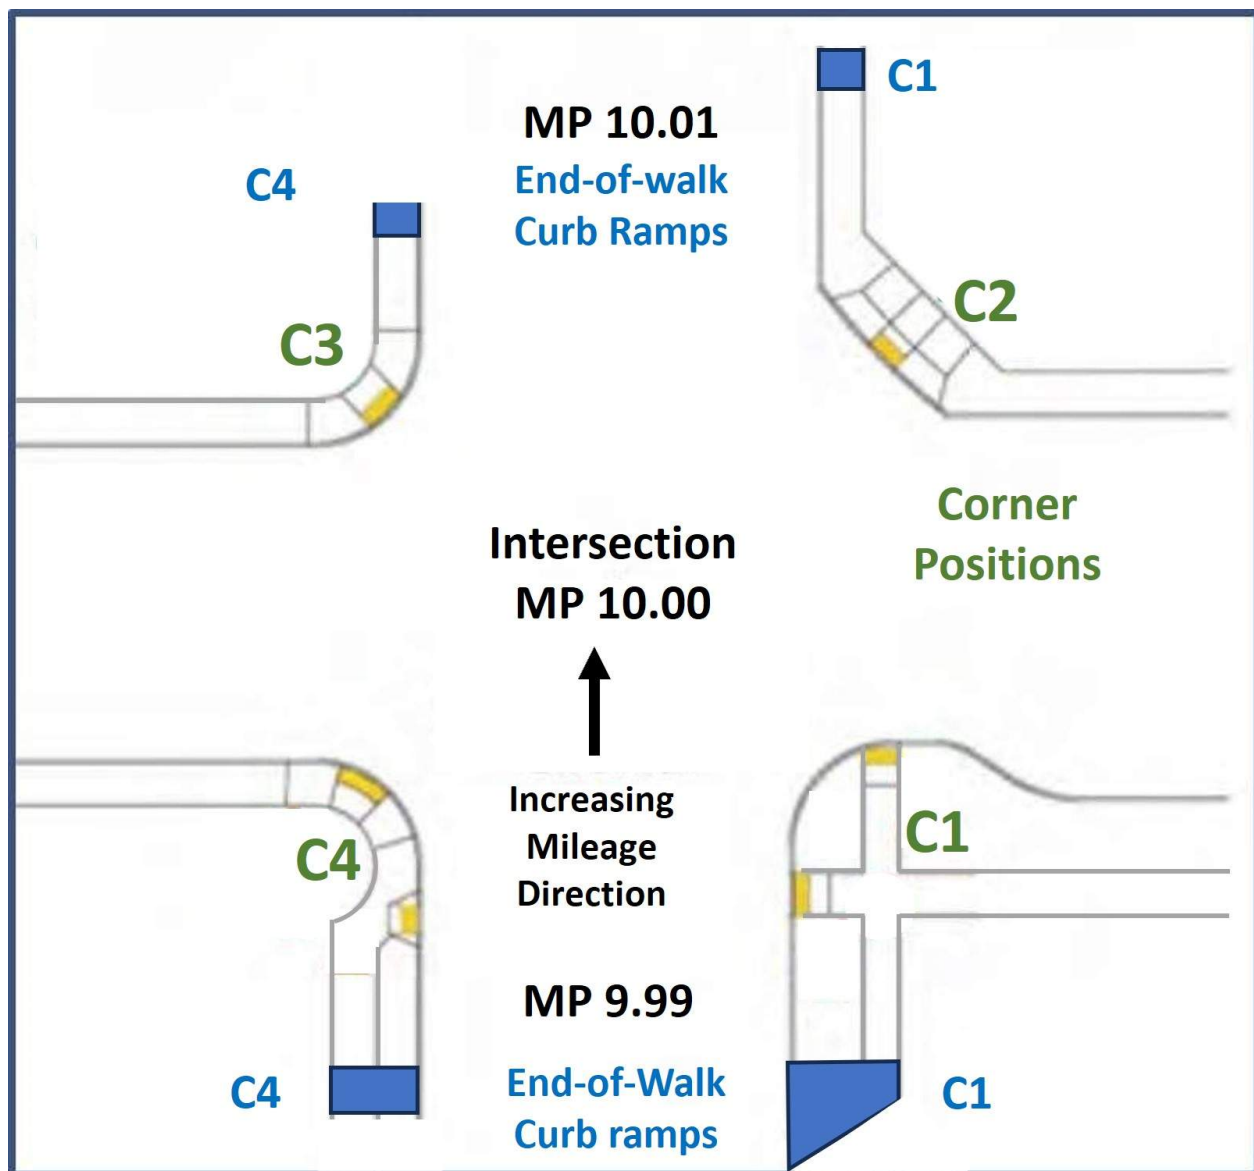 C1
MP 10.01
End-of-walk
Curb Ramps
C4
C2
C3
Corner
Positions
Intersection
MP 10.00
Increasing
Mileage
Direction
C4
C1
MP 9.99
End-of-Walk
Curb ramps
C4
C1